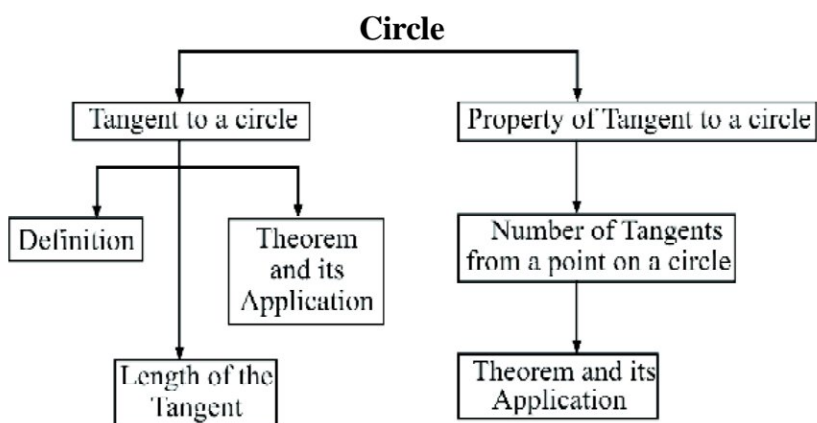 Circle
Tangent to a circle
Property of Tangent to a circle
Definition
Theorem
and its
Application
Number of Tangents
from a point on a circle
Length of the
Tangent
Theorem and its
Application